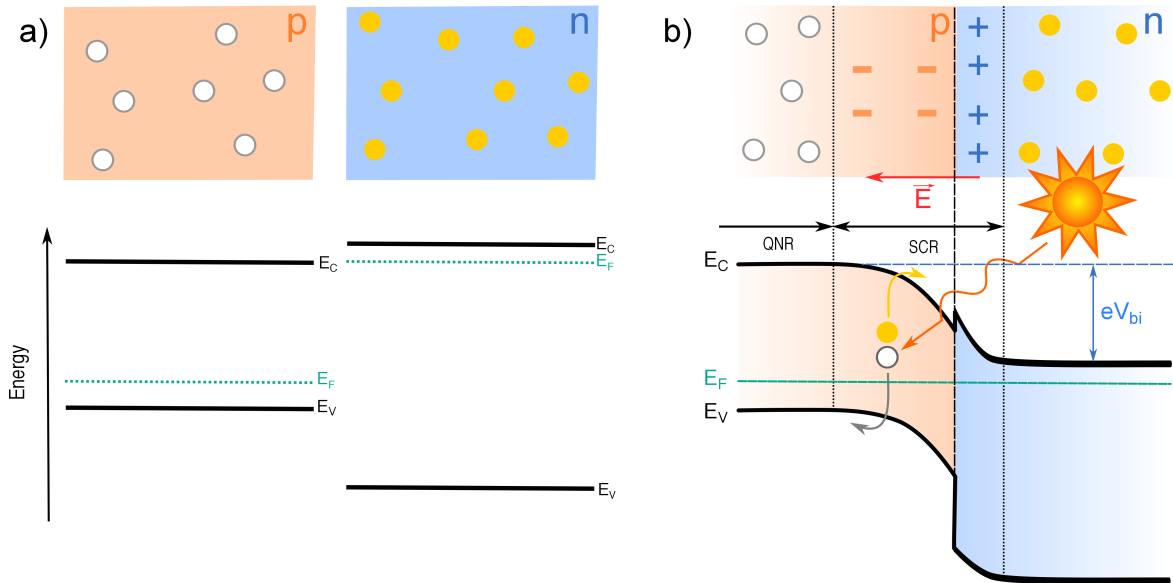 a)
p
n
E_C
E_C
E_F
E_F
E_V
E_V
Energy
b)
p
n
− −
− −
+
+
+
+
E
QNR
SCR
E_C
eV_bi
E_F
E_V